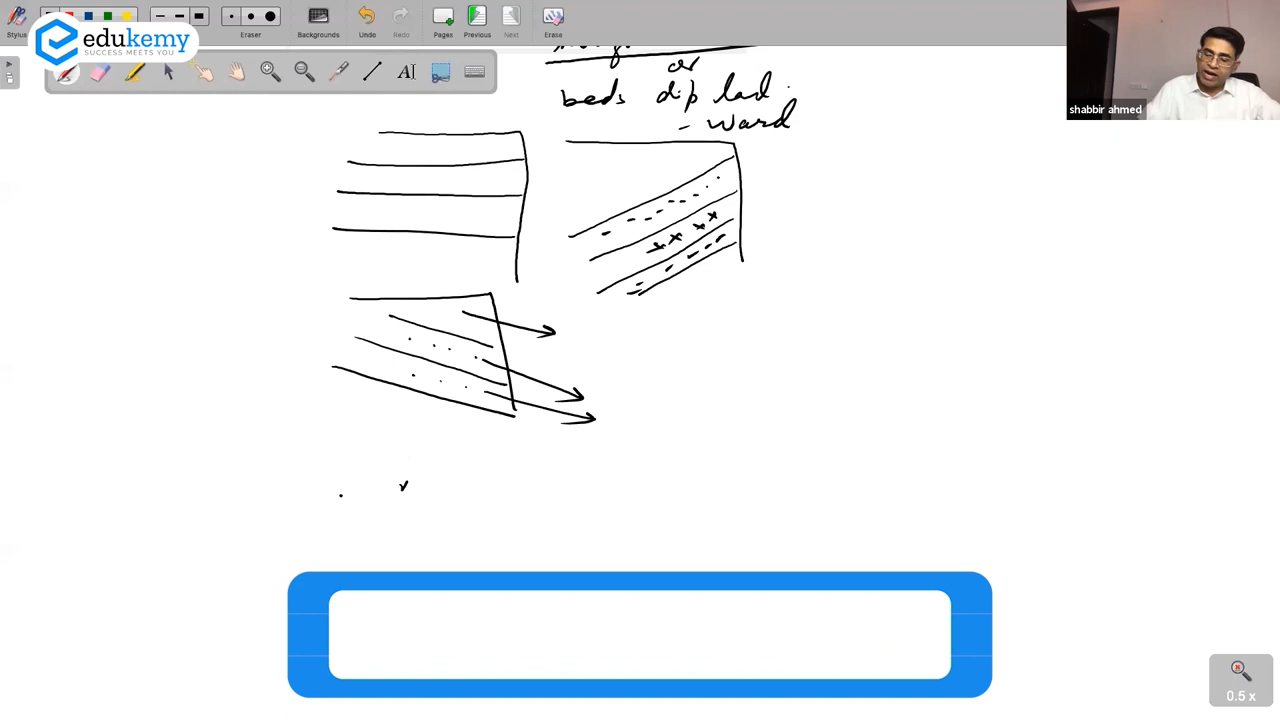 Stylus
Eraser
Backgrounds
Undo
Redo
Pages
Previous
Next
Erase
edukemy
SUCCESS MEETS YOU
AI
shabbir ahmed
or
beds dip land
- ward
0.5 x